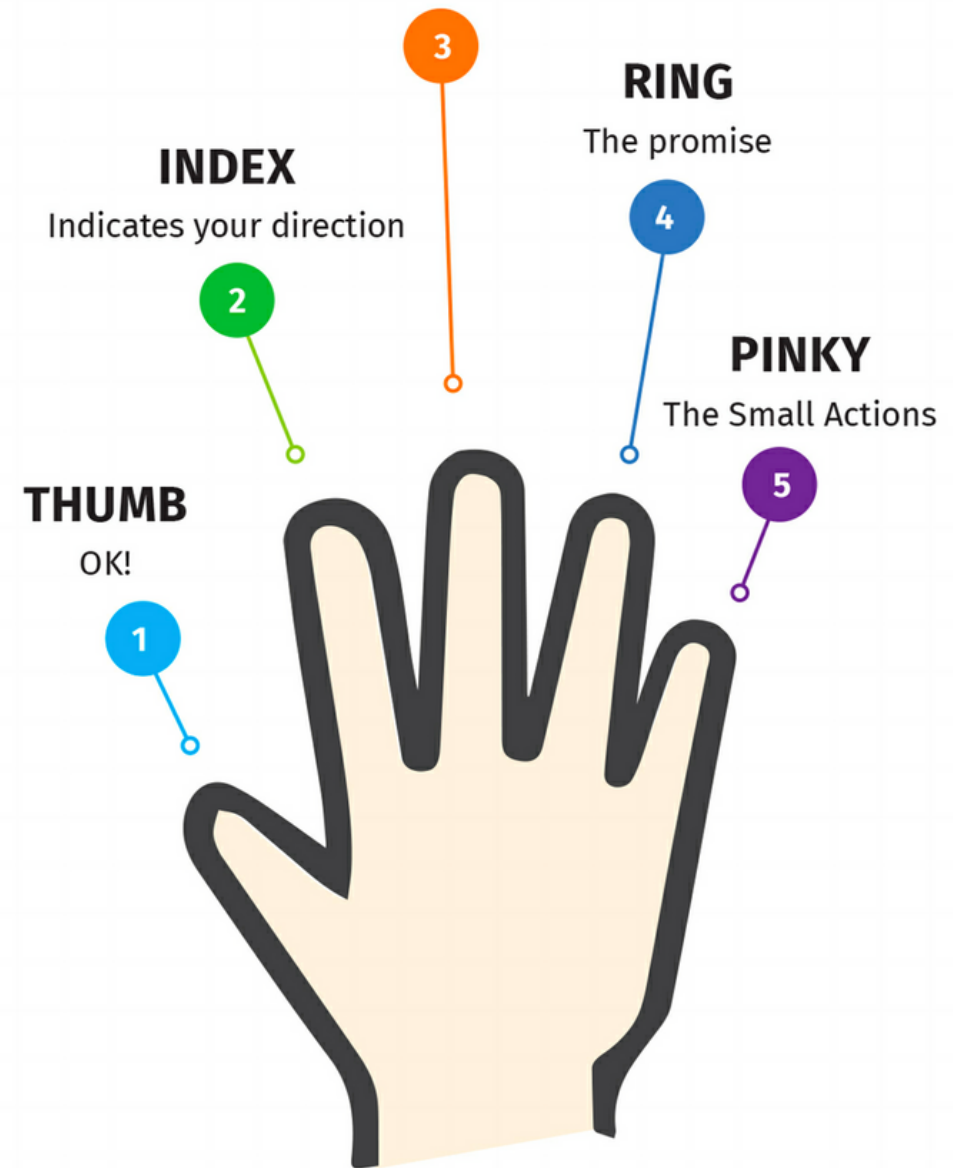 3
RING
The promise
4
INDEX
Indicates your direction
2
PINKY
The Small Actions
5
THUMB
OK!
1